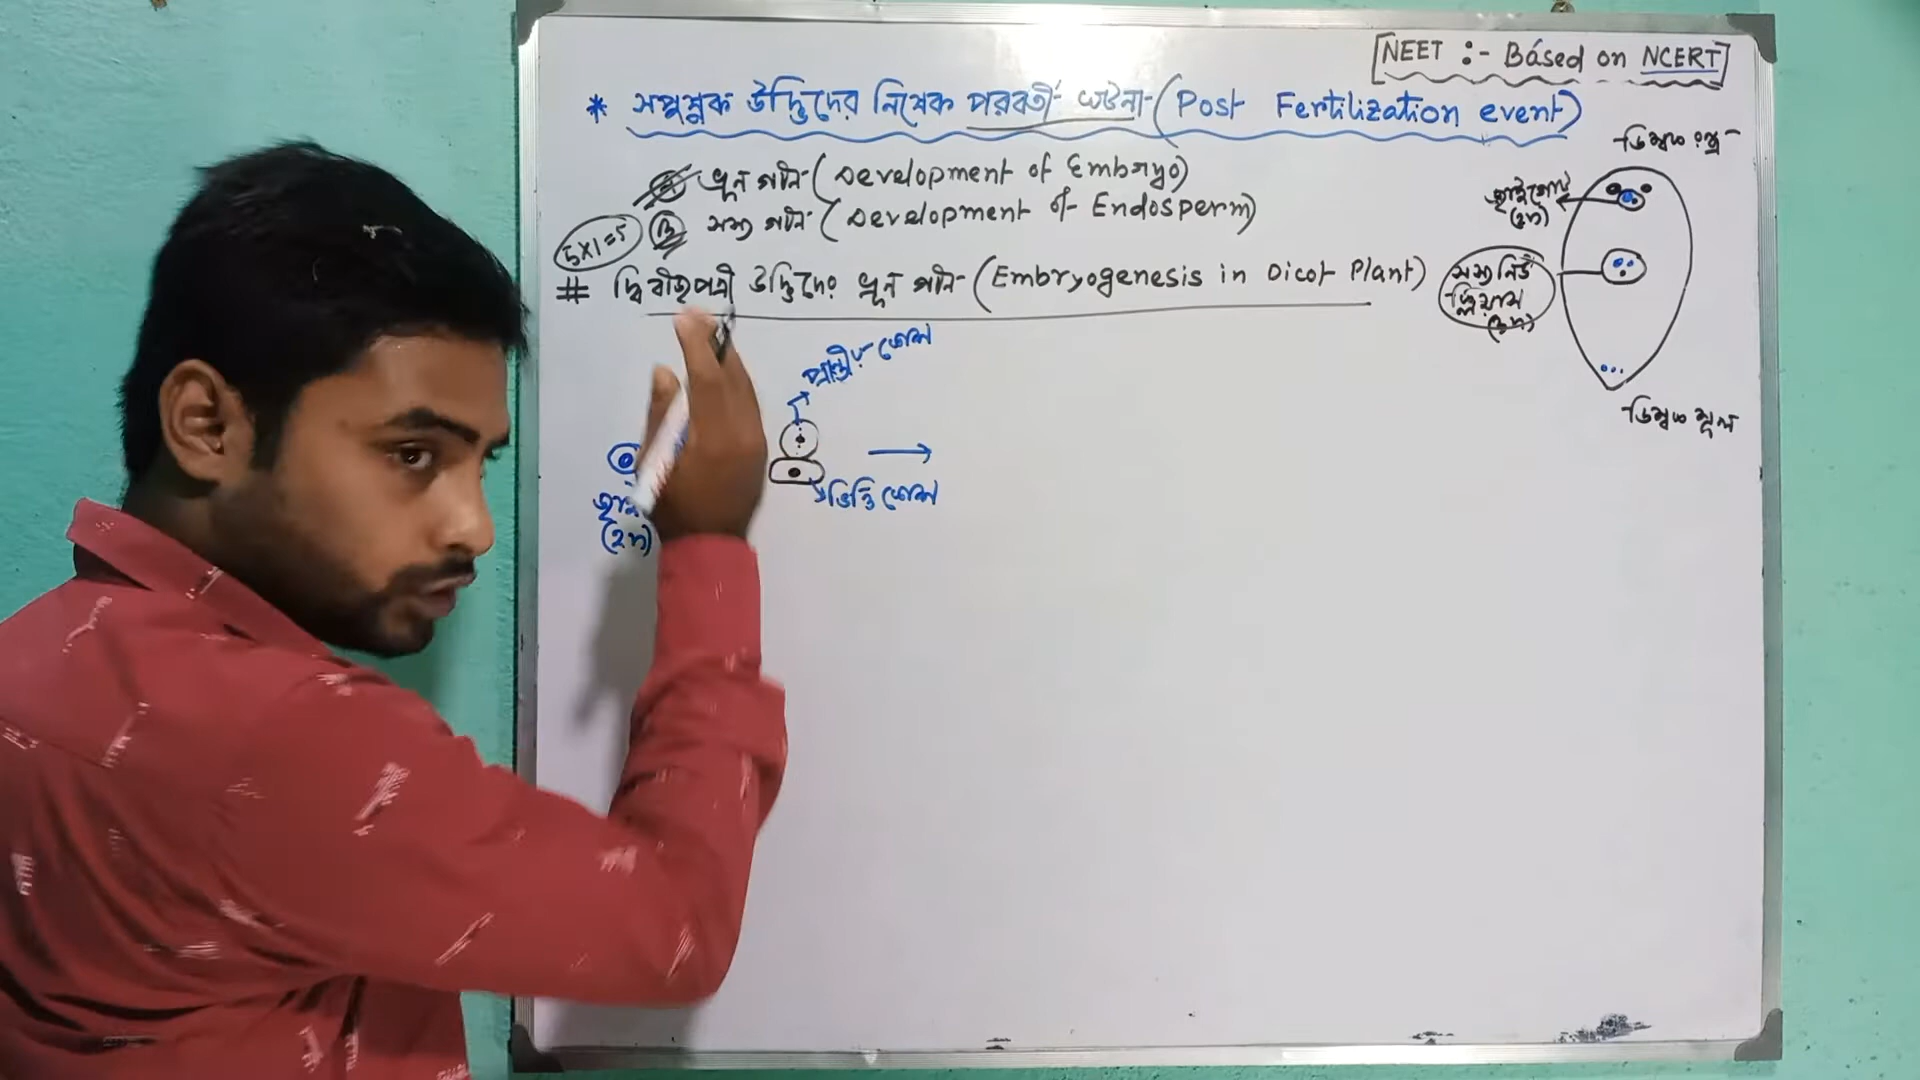 [NEET :- Based on NCERT]
* সপুষ্পক উদ্ভিদের নিষেক পরবর্তী ঘটনা (Post Fertilization event)
A ভ্রূন গঠন (Development of Embryo)
5x1=5 B সস্য গঠন (Development of Endosperm)
# দ্বিবীজপত্রী উদ্ভিদের ভ্রূন গঠন (Embryogenesis in Dicot Plant)
ডিম্বক রন্ধ্র
জাইগোট
(2n)
সস্য নিউ
ক্লিয়াস
(3n)
ডিম্বক মূল
প্রান্তীয় কোশ
ভিত্তি কোশ
(2n)